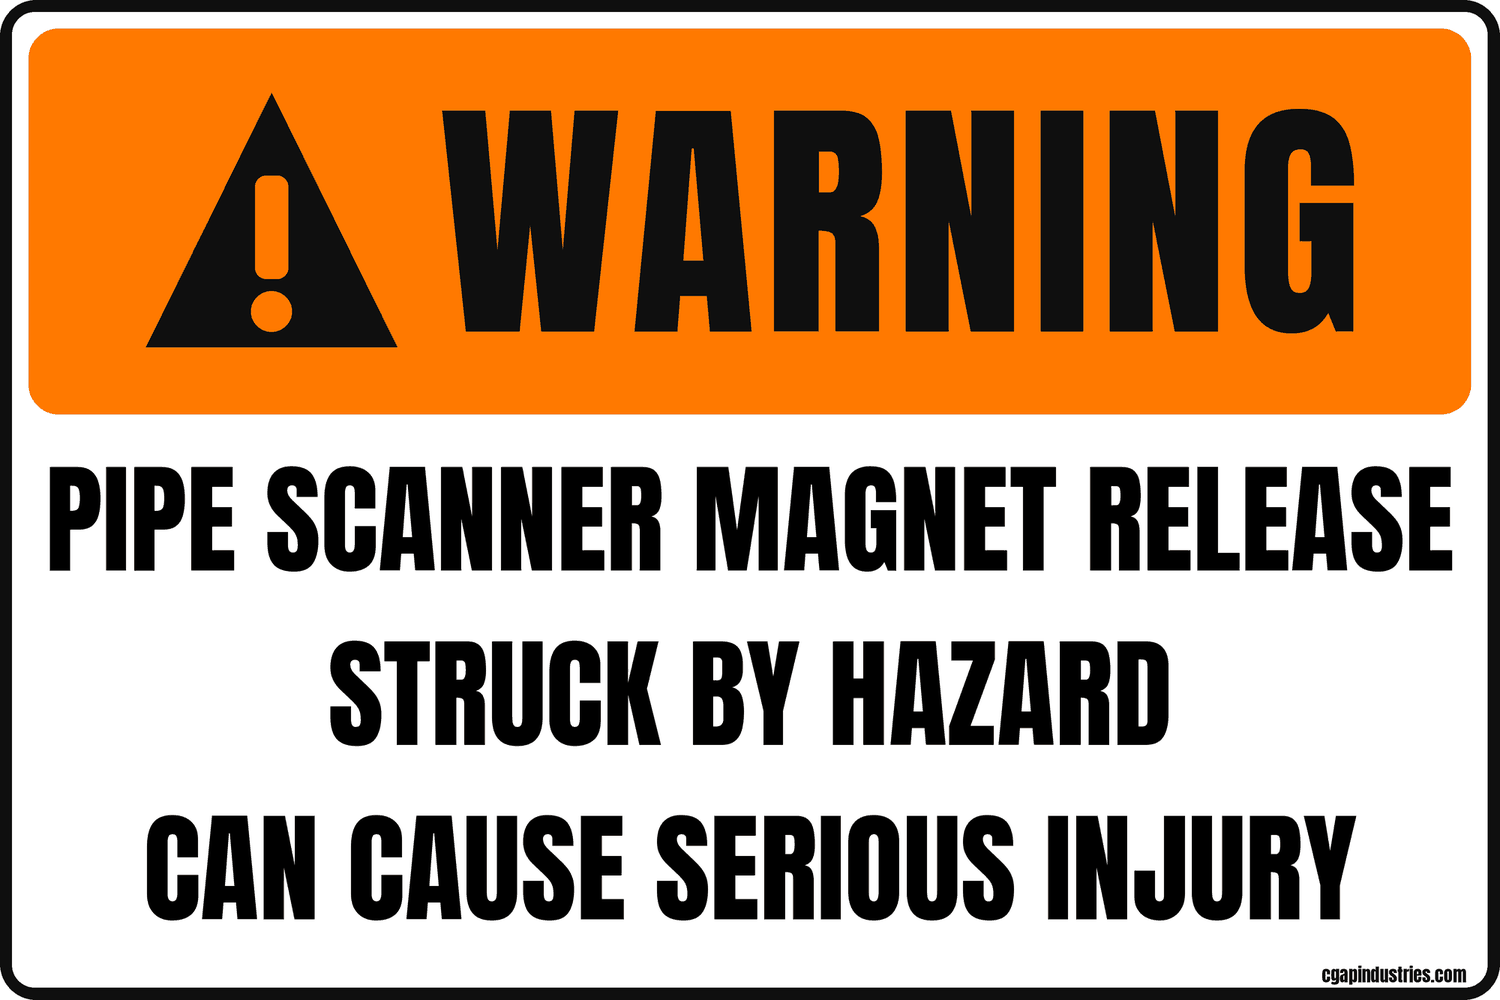 WARNING
PIPE SCANNER MAGNET RELEASE
STRUCK BY HAZARD
CAN CAUSE SERIOUS INJURY
cgapindustries.com